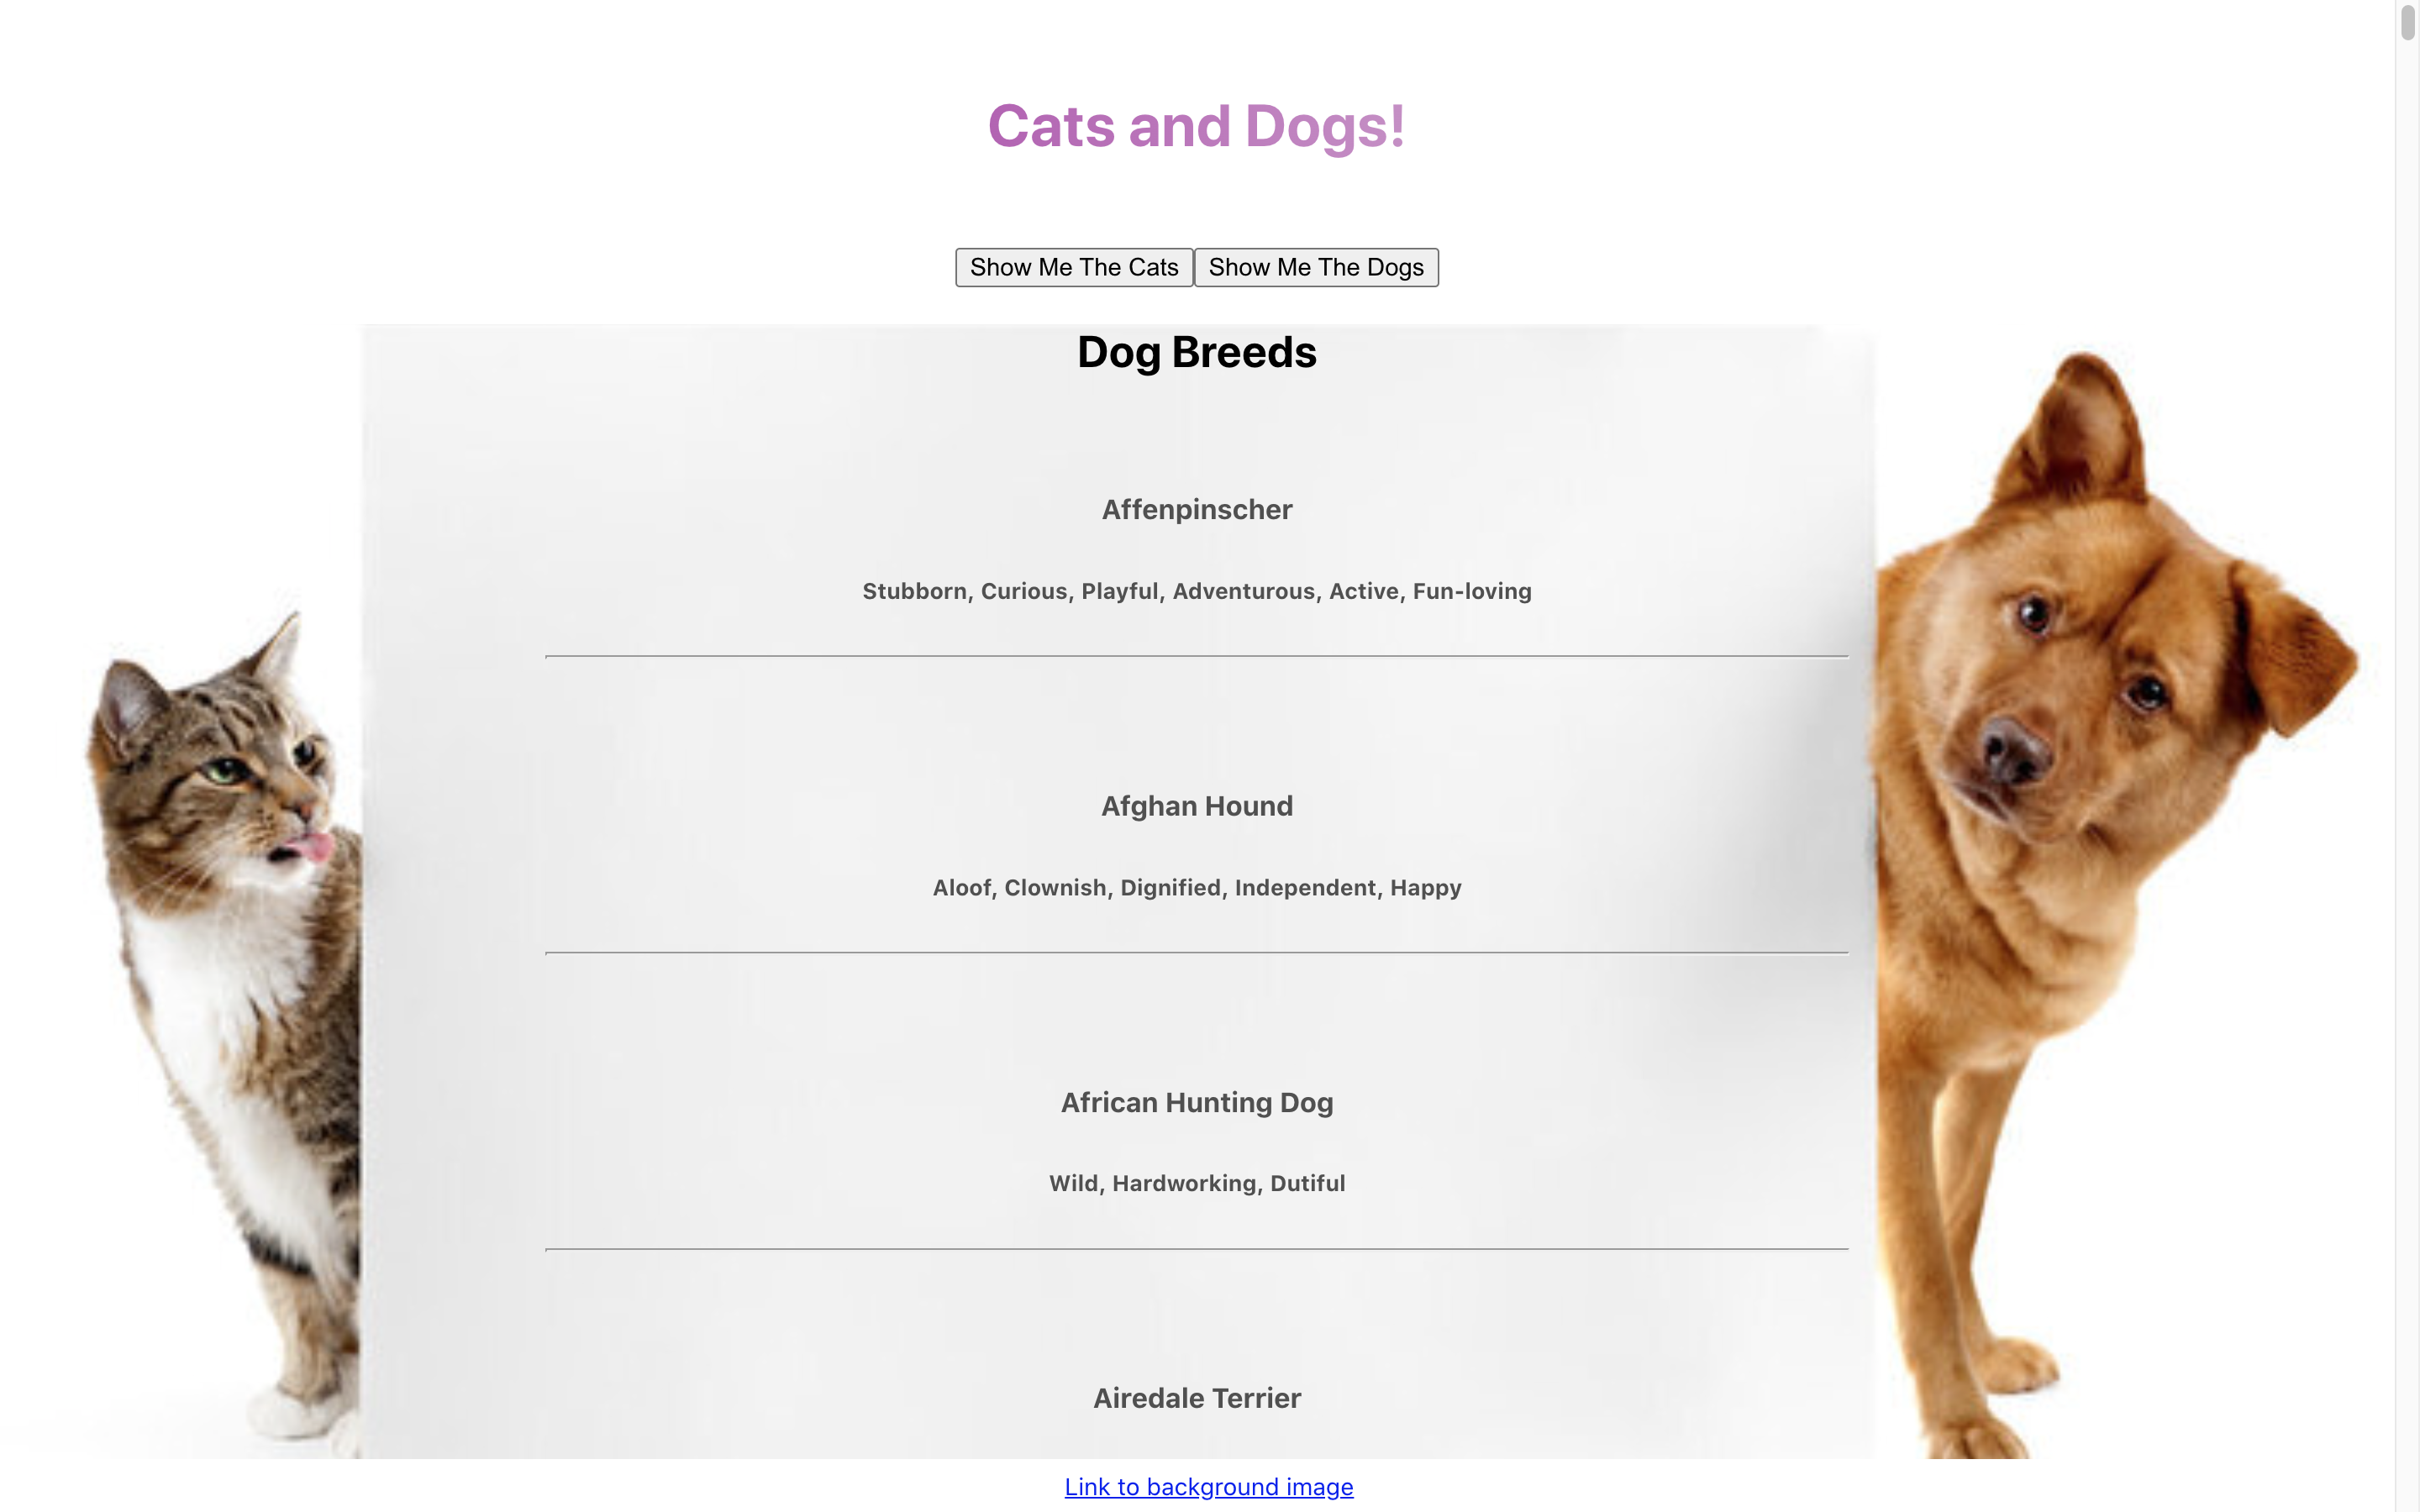 Cats and Dogs!
Show Me The Cats Show Me The Dogs
Dog Breeds
Affenpinscher
Stubborn, Curious, Playful, Adventurous, Active, Fun-loving
Afghan Hound
Aloof, Clownish, Dignified, Independent, Happy
African Hunting Dog
Wild, Hardworking, Dutiful
Airedale Terrier
Link to background image